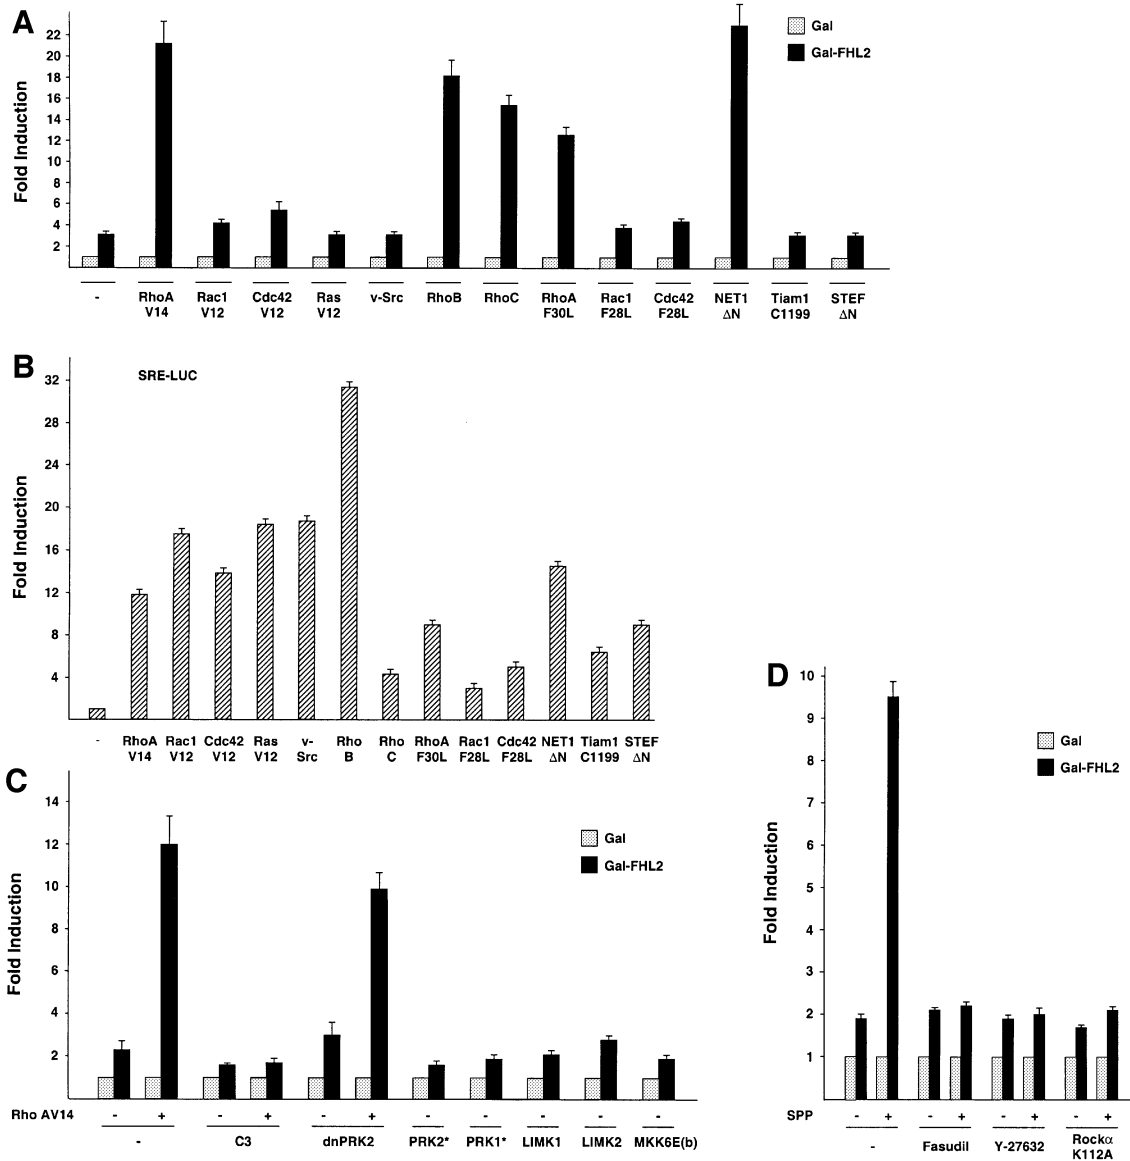 A
Fold Induction
22
20
18
16
14
12
10
8
6
4
2
Gal
Gal-FHL2
- RhoA Rac1 Cdc42 Ras v-Src RhoB RhoC RhoA Rac1 Cdc42 NET1 Tiam1 STEF
V14 V12 V12 V12 F30L F28L F28L ΔN C1199 ΔN
B
SRE-LUC
Fold Induction
32
28
24
20
16
12
8
4
- RhoA Rac1 Cdc42 Ras v- Rho Rho RhoA Rac1 Cdc42 NET1 Tiam1 STEF
V14 V12 V12 V12 Src B C F30L F28L F28L ΔN C1199 ΔN
C
Fold Induction
14
12
10
8
6
4
2
Gal
Gal-FHL2
Rho AV14 - + - + - + - - - - -
- C3 dnPRK2 PRK2* PRK1* LIMK1 LIMK2 MKK6E(b)
D
Fold Induction
10
9
8
7
6
5
4
3
2
1
Gal
Gal-FHL2
SPP - + - + - + - +
- Fasudil Y-27632 Rockα
K112A